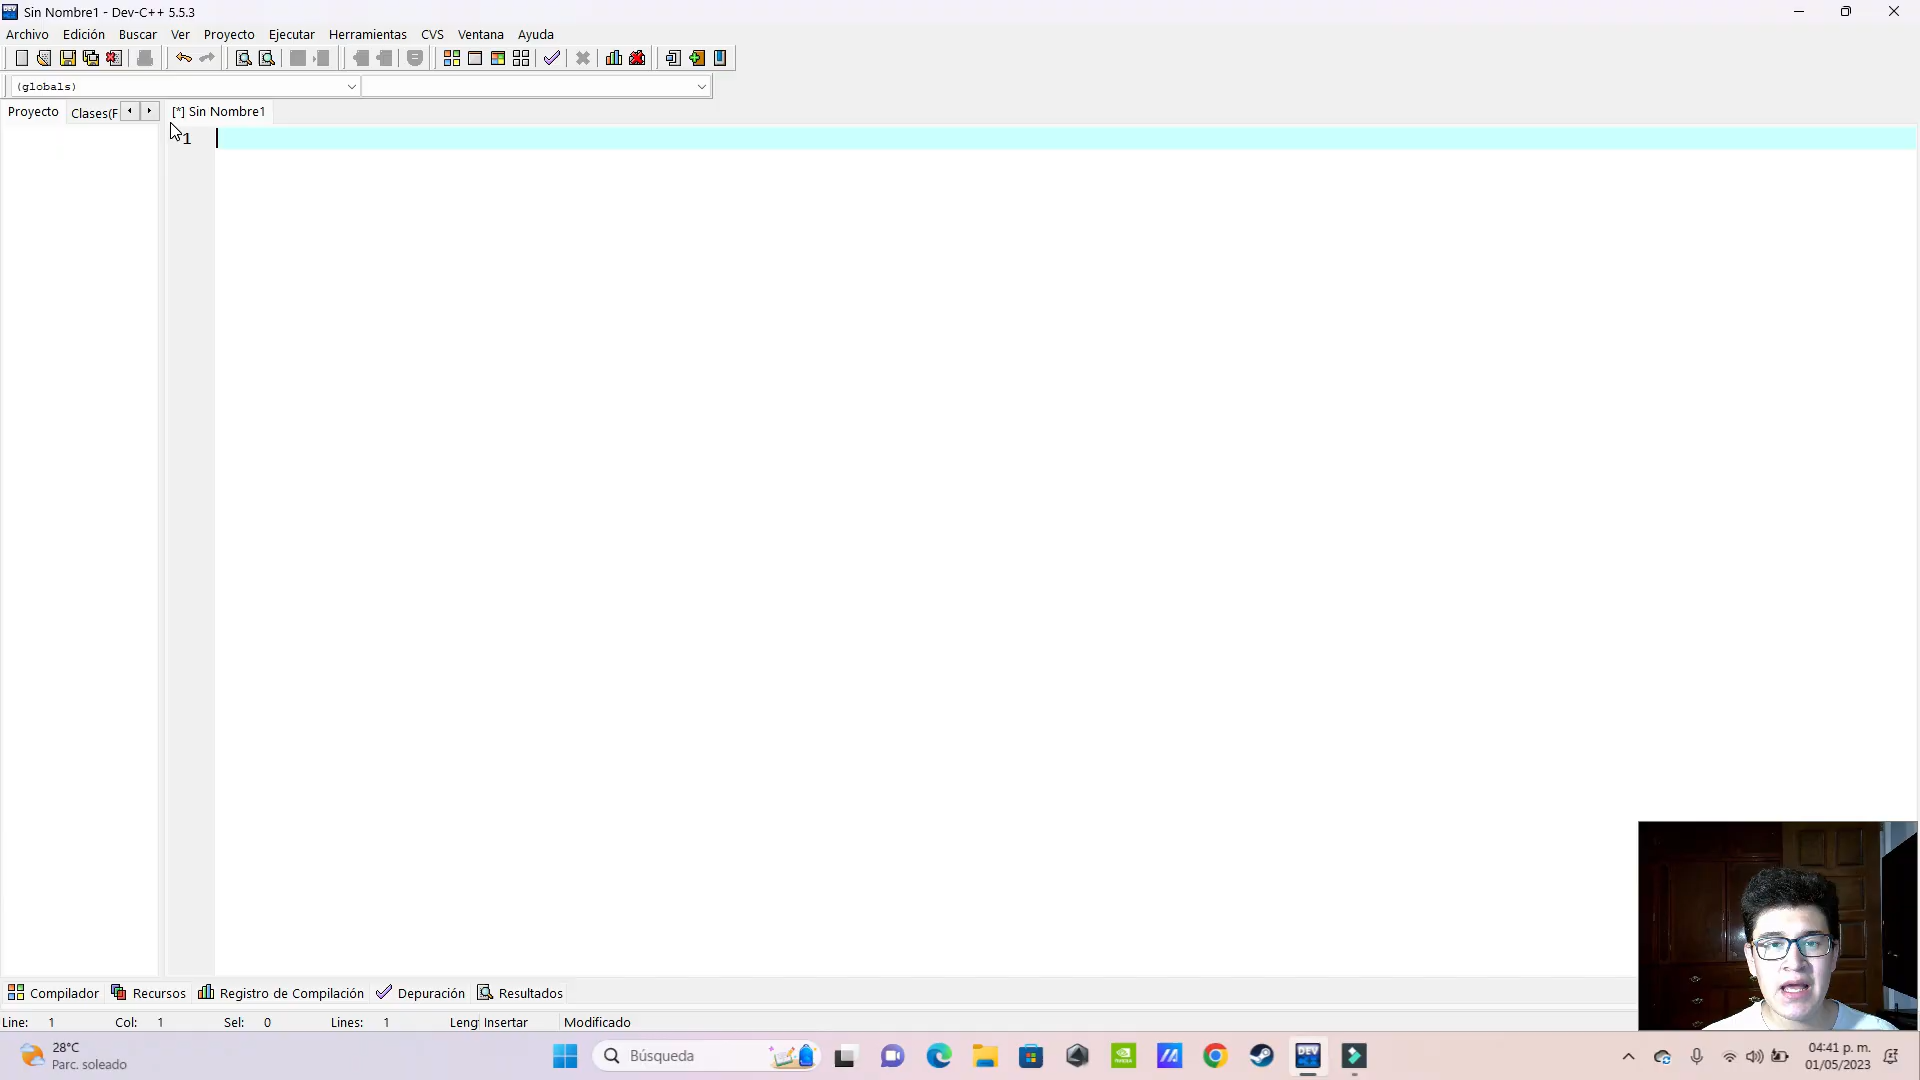 Sin Nombre1 - Dev-C++ 5.5.3
Archivo Edición Buscar Ver Proyecto Ejecutar Herramientas CVS Ventana Ayuda
(globals)
Proyecto Clases(F [*] Sin Nombre1
1
Compilador Recursos Registro de Compilación Depuración Resultados
Line: 1 Col: 1 Sel: 0 Lines: 1 Leng Insertar Modificado
28°C
Parc. soleado
Búsqueda
DEV
04:41 p. m.
01/05/2023